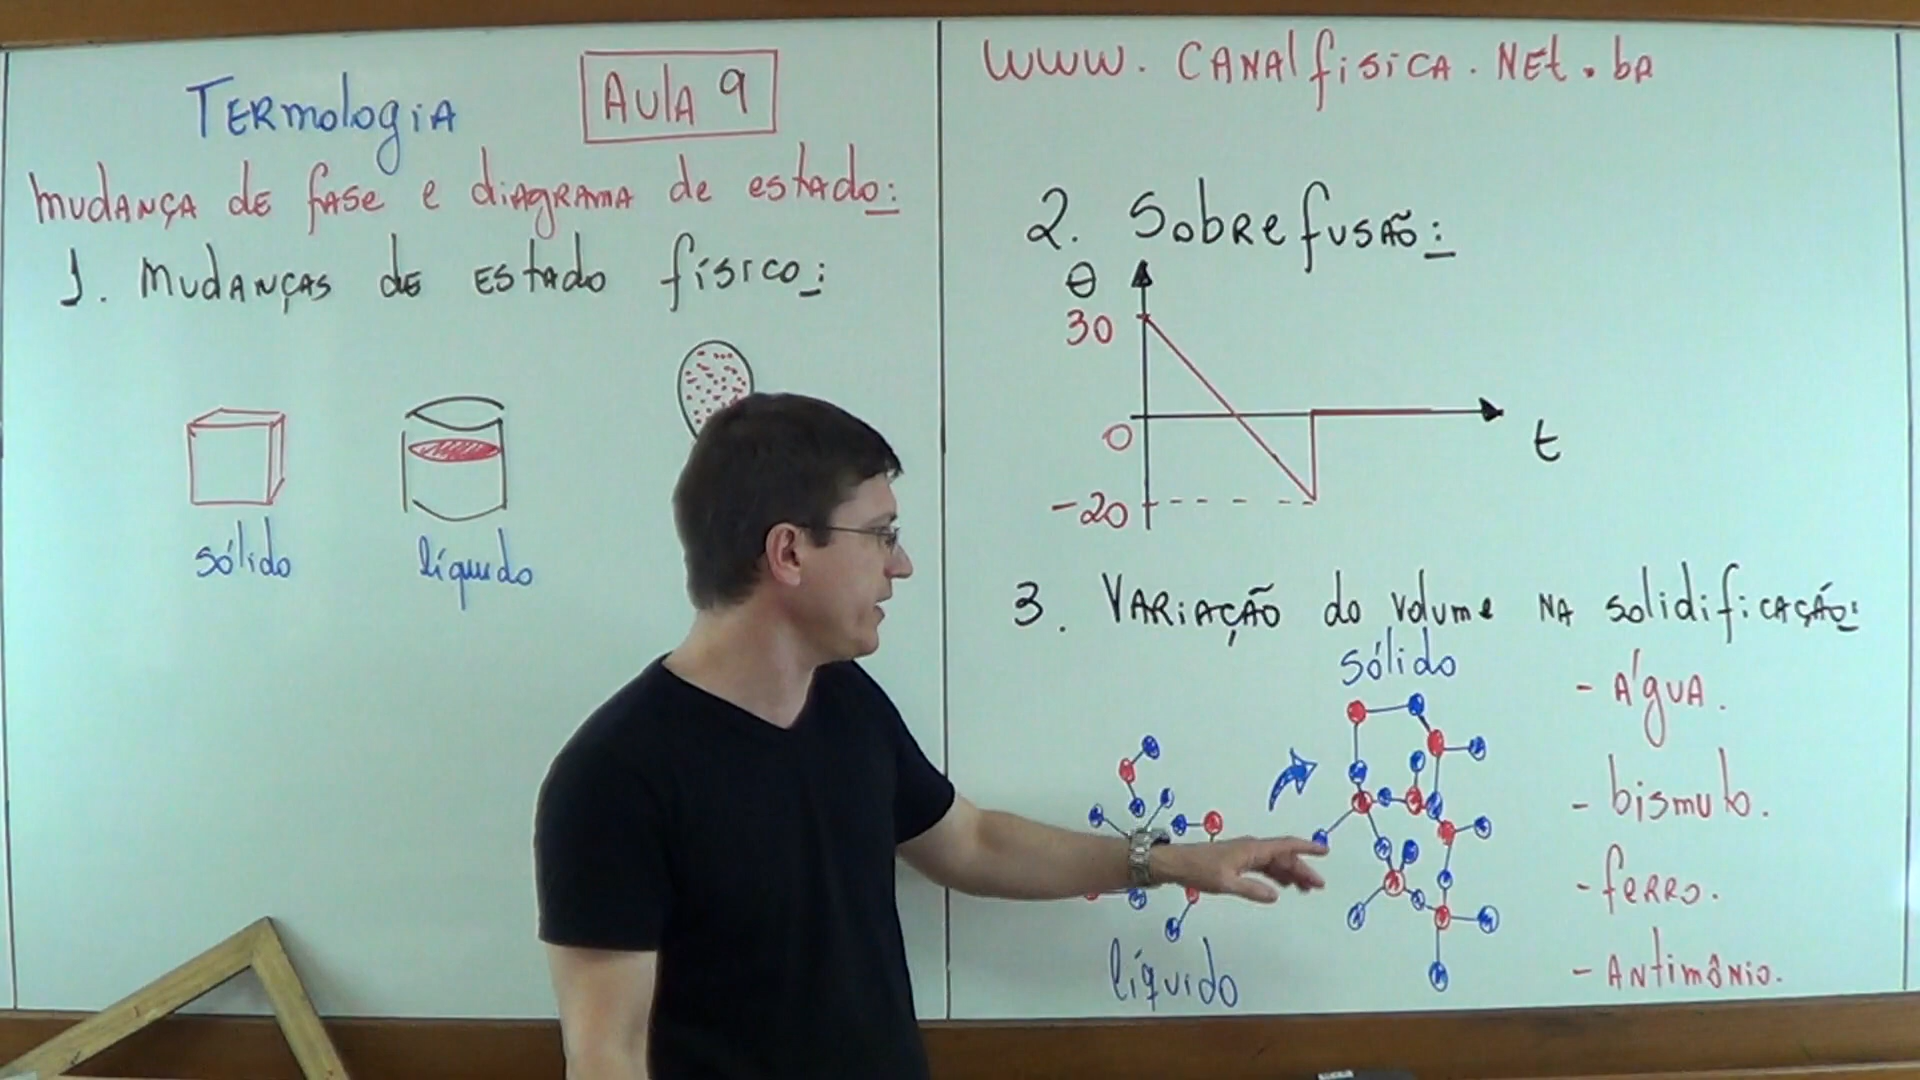 Termologia
Aula 9
Mudança de fase e diagrama de estado:
1. Mudanças de estado físico:
sólido
líquido
www.canalfisica.net.br
2. Sobrefusão:
θ
30
0
t
-20
3. Variação do volume na solidificação:
sólido
líquido
- Água.
- bismuto.
- ferro.
- Antimônio.